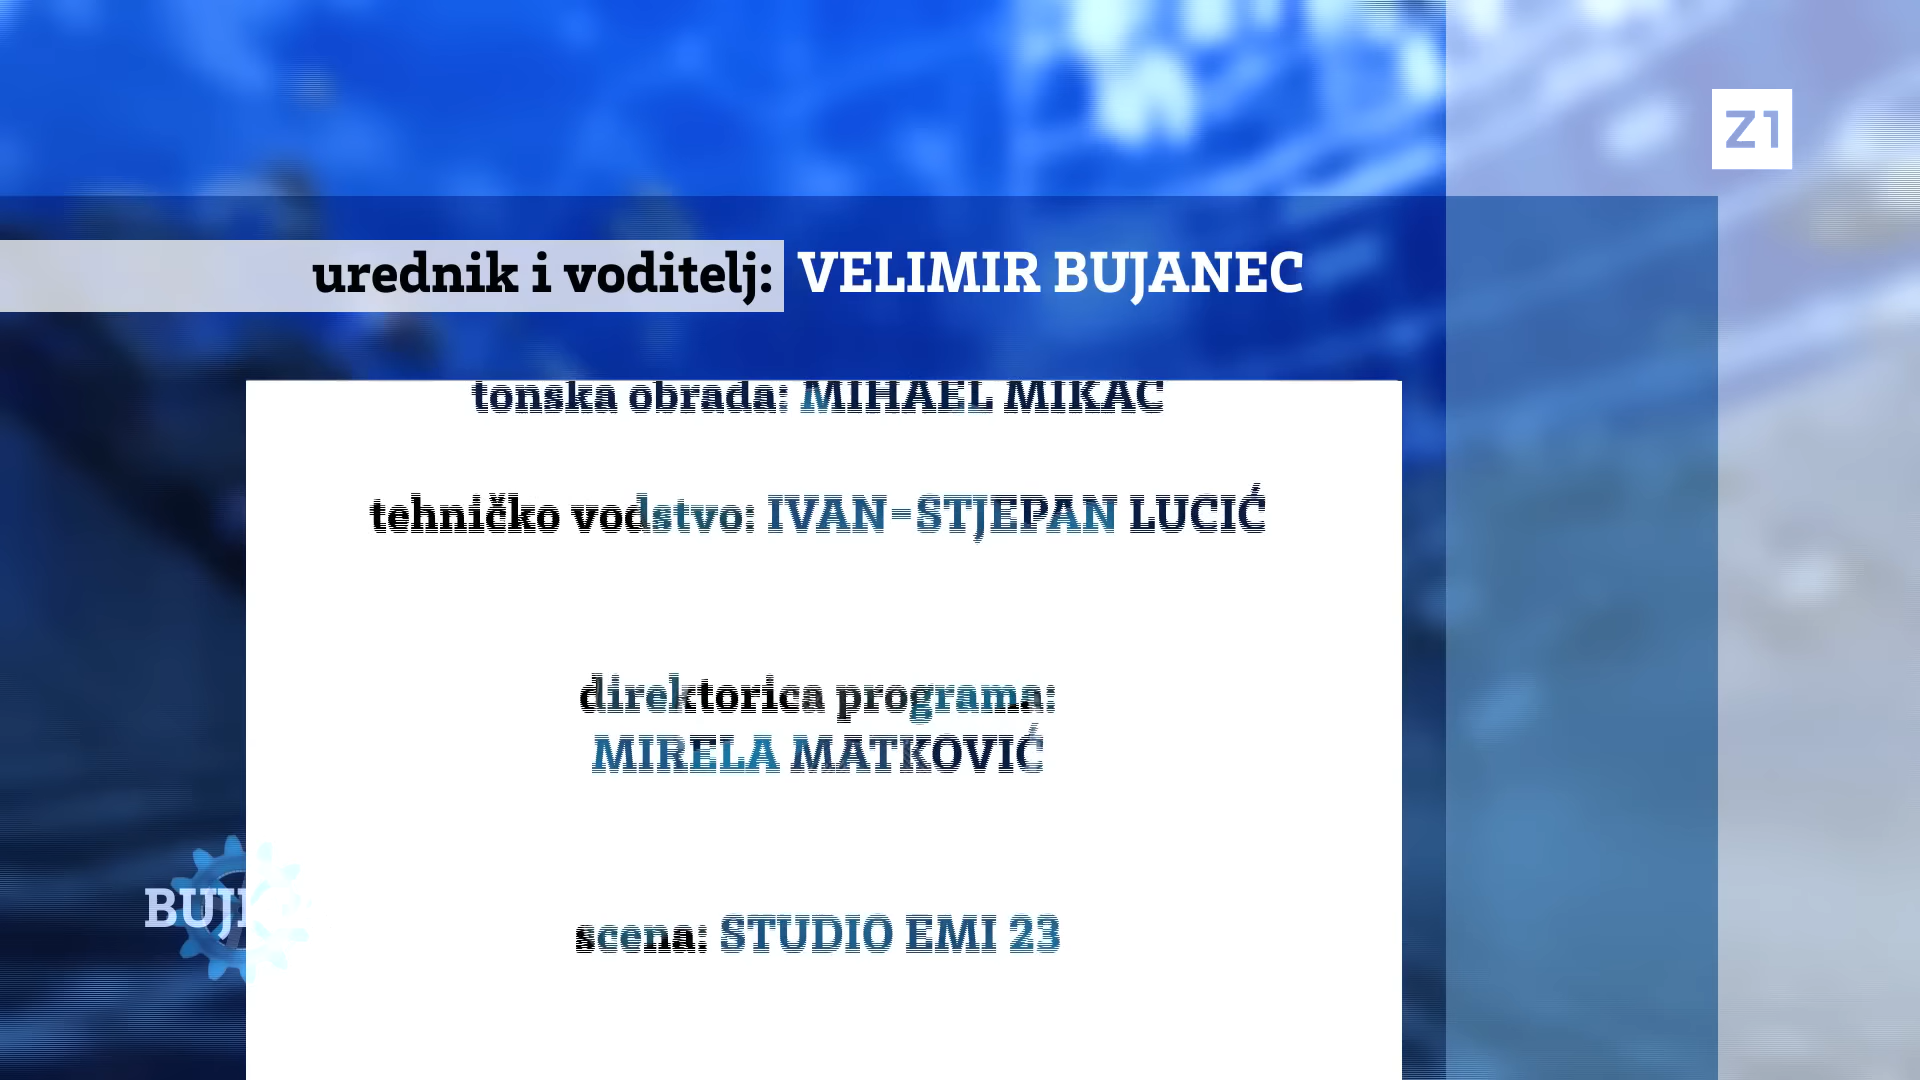 Z1
urednik i voditelj: VELIMIR BUJANEC
tonska obrada: MIHAEL MIKAC
tehničko vodstvo: IVAN-STJEPAN LUCIĆ
direktorica programa:
MIRELA MATKOVIĆ
BUJI
scena: STUDIO EMI 23